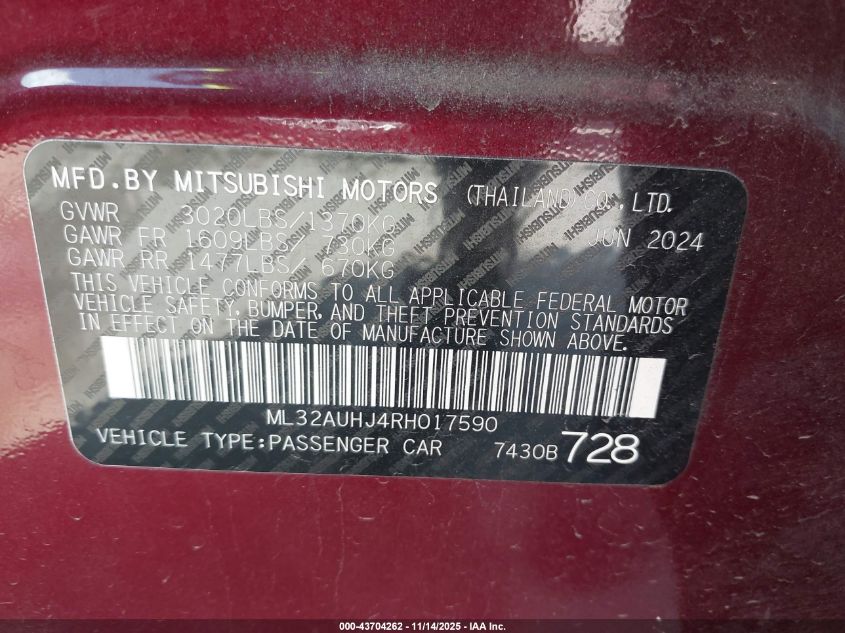 MFD.BY MITSUBISHI MOTORS (THAILAND)CO.,LTD.
GVWR 3020LBS/1370KG JUN 2024
GAWR FR 1609LBS/ 730KG
GAWR RR 1477LBS/ 670KG
THIS VEHICLE CONFORMS TO ALL APPLICABLE FEDERAL MOTOR
VEHICLE SAFETY, BUMPER, AND THEFT PREVENTION STANDARDS
IN EFFECT ON THE DATE OF MANUFACTURE SHOWN ABOVE.
ML32AUHJ4RH017590
VEHICLE TYPE:PASSENGER CAR 7430B 728
000-43704262 - 11/14/2025 - IAA Inc.